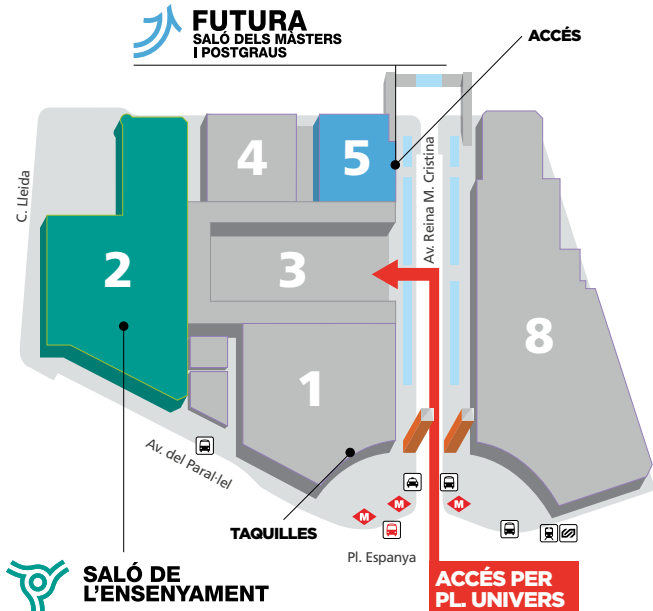 FUTURA
SALÓ DELS MÀSTERS
I POSTGRAUS
ACCÉS
4
5
C. Lleida
Av. Reina M. Cristina
2
3
8
1
Av. del Paral·lel
M
M
M
TAQUILLES
Pl. Espanya
SALÓ DE
L'ENSENYAMENT
ACCÉS PER
PL. UNIVERS